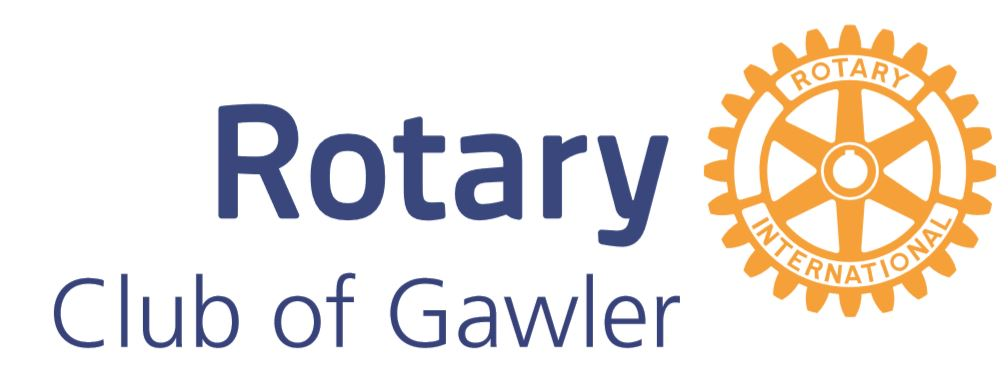 Rotary
Club of Gawler
ROTARY
INTERNATIONAL